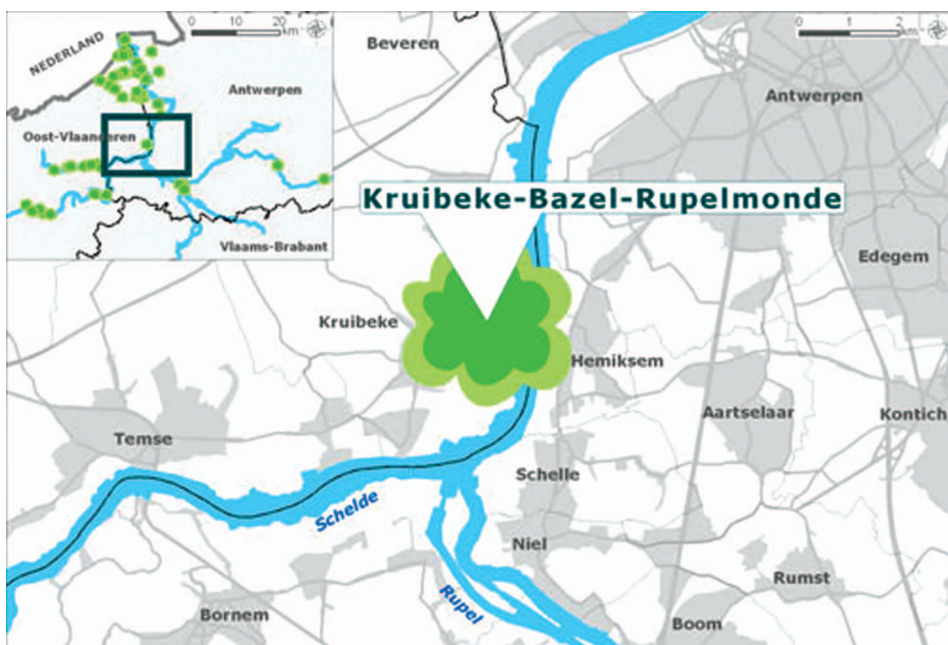 NEDERLAND
0 10 20
km
Antwerpen
Oost-Vlaanderen
Vlaams-Brabant
Beveren
0 1 2
km
Antwerpen
Kruibeke-Bazel-Rupelmonde
Edegem
Kruibeke
Hemiksem
Aartselaar
Kontich
Temse
Schelle
Schelde
Niel
Rupel
Rumst
Bornem
Boom